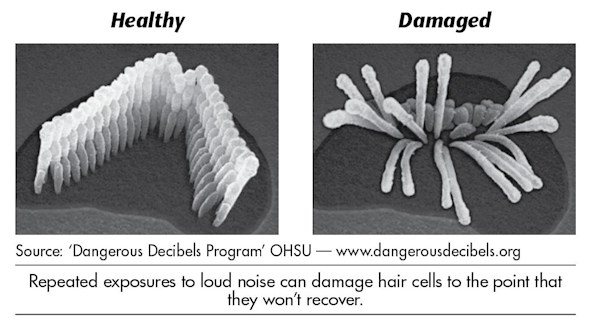 Healthy
Damaged
Source: ‘Dangerous Decibels Program’ OHSU — www.dangerousdecibels.org
Repeated exposures to loud noise can damage hair cells to the point that
they won’t recover.